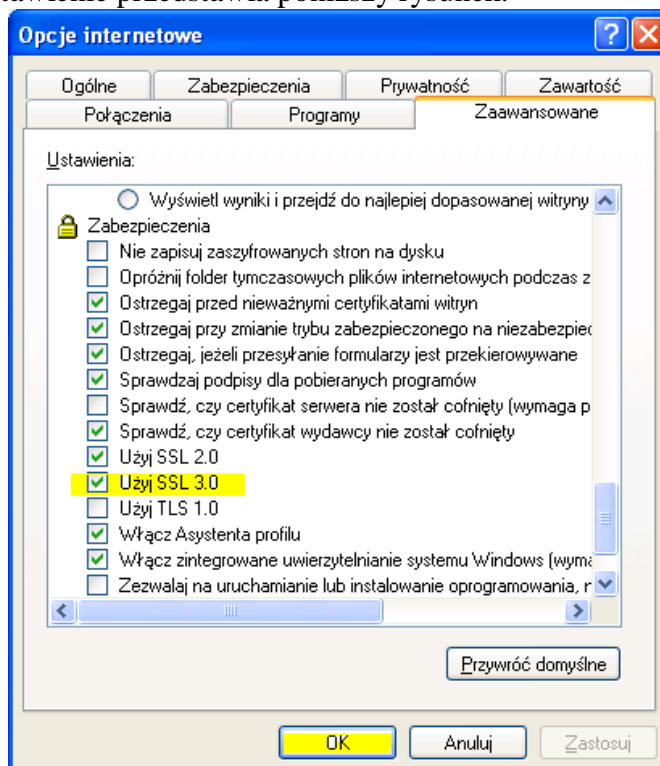 tawienie przedstawia poniższy rysunek.
Opcje internetowe
Ogólne Zabezpieczenia Prywatność Zawartość
Połączenia Programy Zaawansowane
Ustawienia:
Wyświetl wyniki i przejdź do najlepiej dopasowanej witryny
Zabezpieczenia
Nie zapisuj zaszyfrowanych stron na dysku
Opróżnij folder tymczasowych plików internetowych podczas z
Ostrzegaj przed nieważnymi certyfikatami witryn
Ostrzegaj przy zmianie trybu zabezpieczonego na niezabezpiec
Ostrzegaj, jeżeli przesyłanie formularzy jest przekierowywane
Sprawdzaj podpisy dla pobieranych programów
Sprawdź, czy certyfikat serwera nie został cofnięty (wymaga p
Sprawdź, czy certyfikat wydawcy nie został cofnięty
Użyj SSL 2.0
Użyj SSL 3.0
Użyj TLS 1.0
Włącz Asystenta profilu
Włącz zintegrowane uwierzytelnianie systemu Windows (wyma
Zezwalaj na uruchamianie lub instalowanie oprogramowania, n
Przywróć domyślne
OK Anuluj Zastosuj